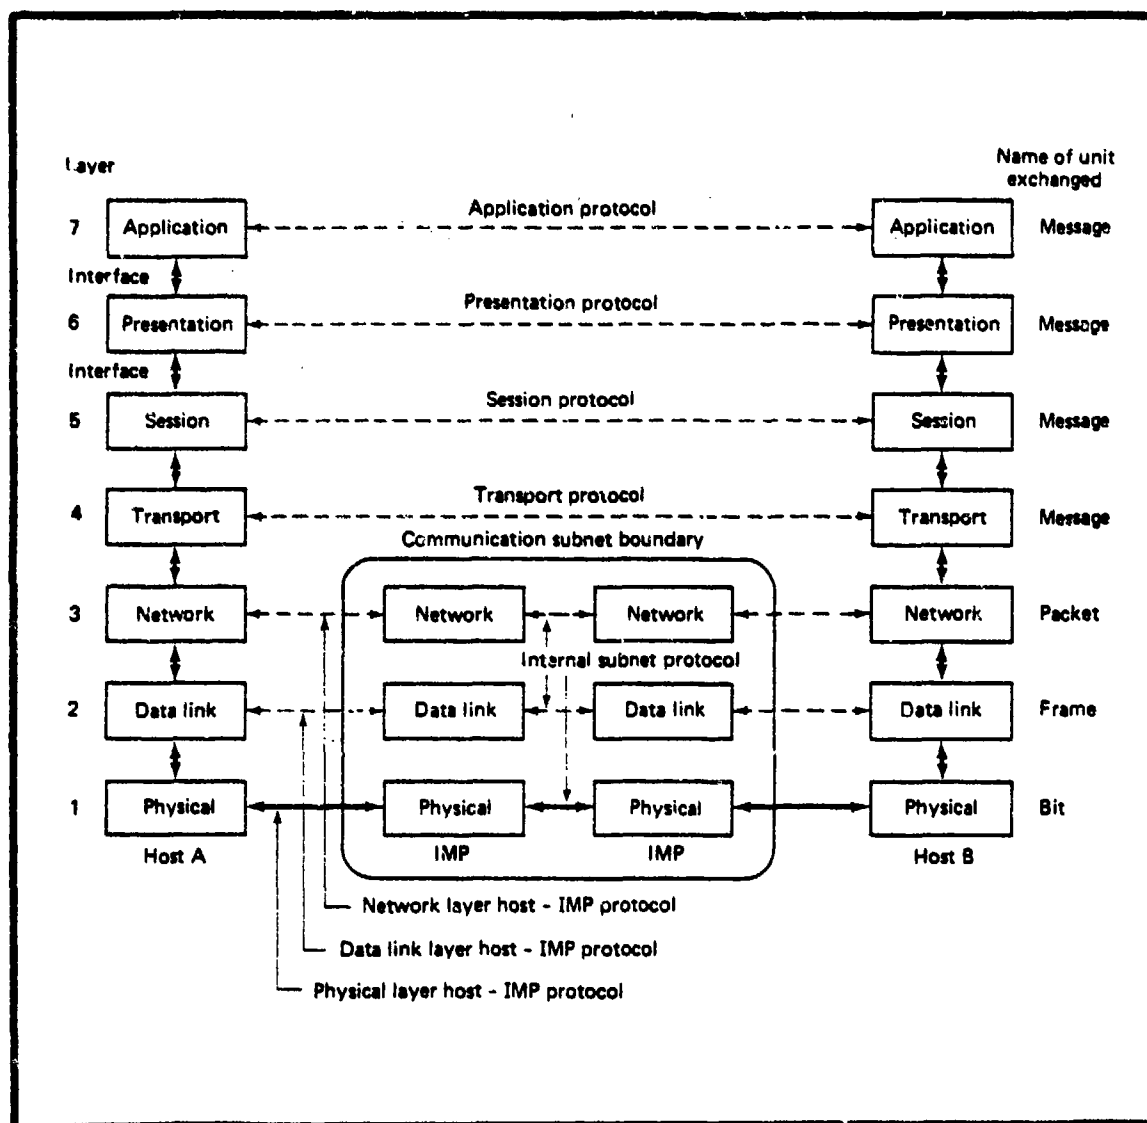 Layer
Name of unit
exchanged
7 Application Application protocol Application Message
Interface
6 Presentation Presentation protocol Presentation Message
Interface
5 Session Session protocol Session Message
4 Transport Transport protocol Transport Message
Communication subnet boundary
3 Network Network Network Network Packet
Internal subnet protocol
2 Data link Data link Data link Data link Frame
1 Physical Physical Physical Physical Bit
Host A IMP IMP Host B
Network layer host - IMP protocol
Data link layer host - IMP protocol
Physical layer host - IMP protocol